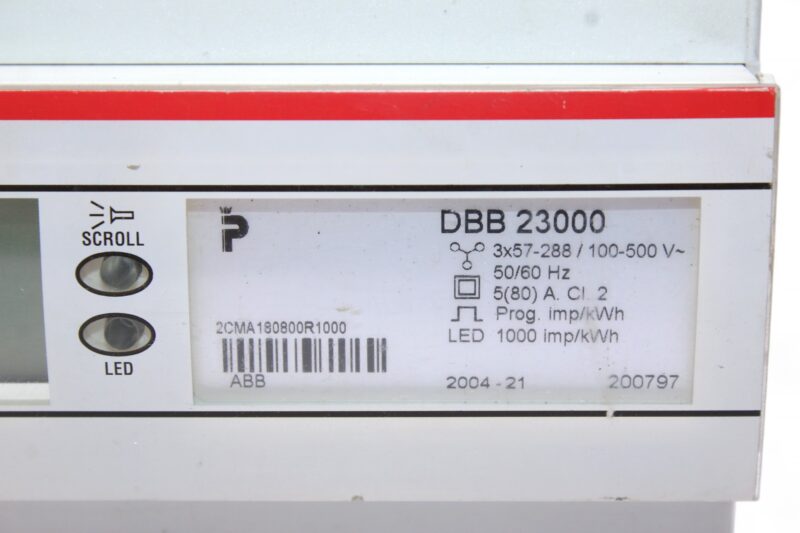 SCROLL
LED
P
DBB 23000
3x57-288 / 100-500 V~
50/60 Hz
5(80) A. Cl. 2
Prog. imp/kWh
LED 1000 imp/kWh
2CMA180800R1000
ABB
2004 - 21
200797